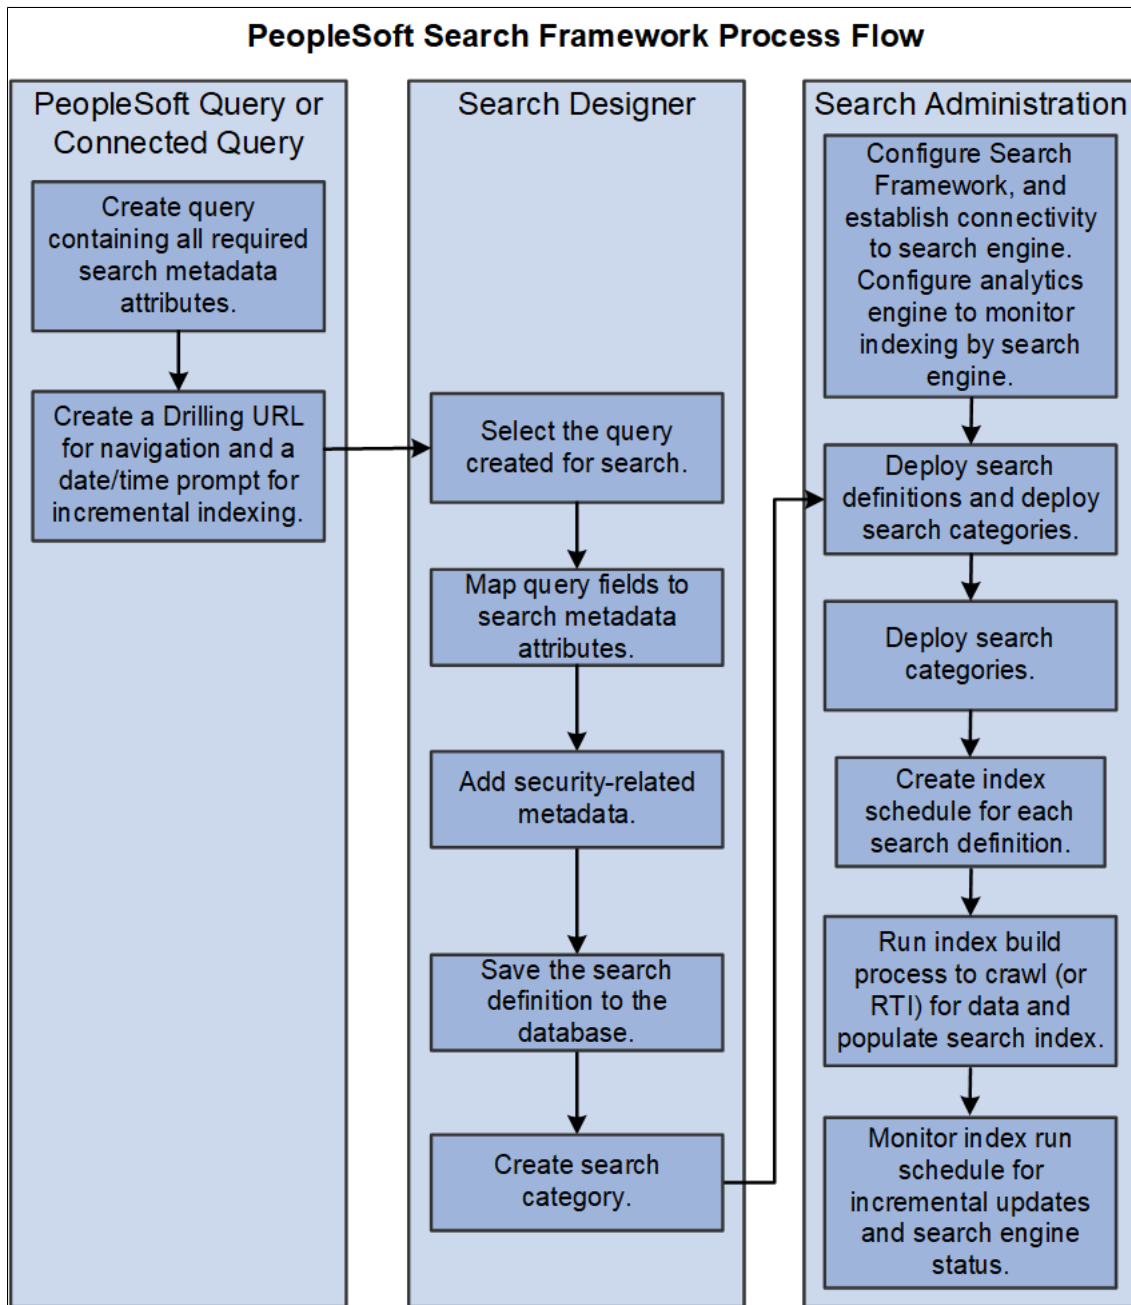 PeopleSoft Search Framework Process Flow
PeopleSoft Query or
Connected Query
Create query
containing all required
search metadata
attributes.
Create a Drilling URL
for navigation and a
date/time prompt for
incremental indexing.
Search Designer
Select the query
created for search.
Map query fields to
search metadata
attributes.
Add security-related
metadata.
Save the search
definition to the
database.
Create search
category.
Search Administration
Configure Search
Framework, and
establish connectivity
to search engine.
Configure analytics
engine to monitor
indexing by search
engine.
Deploy search
definitions and deploy
search categories.
Deploy search
categories.
Create index
schedule for each
search definition.
Run index build
process to crawl (or
RTI) for data and
populate search index.
Monitor index run
schedule for
incremental updates
and search engine
status.